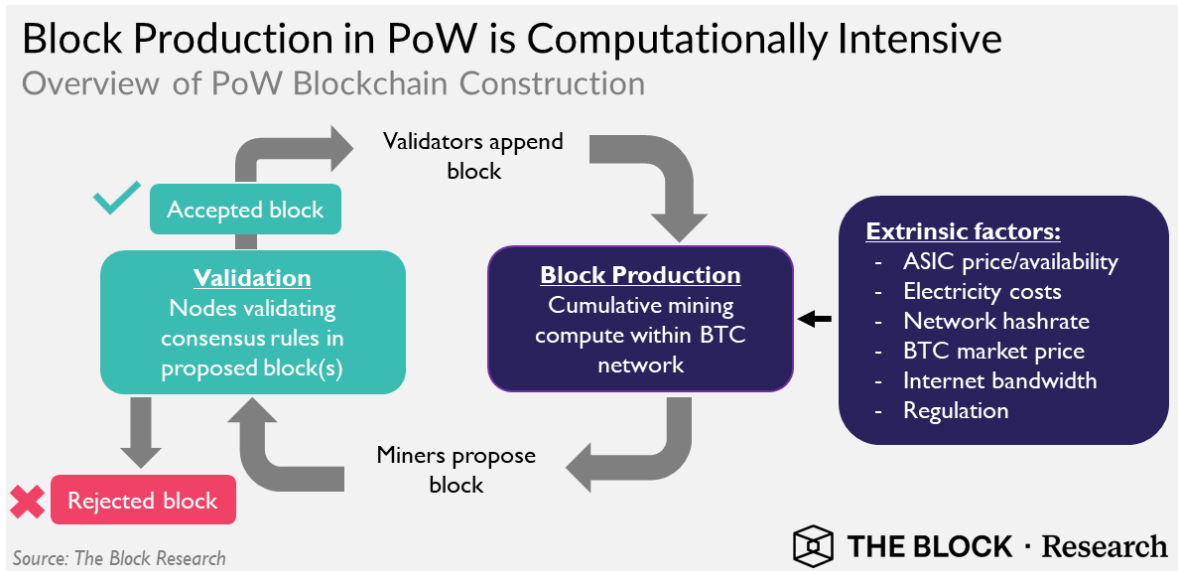 Block Production in PoW is Computationally Intensive
Overview of PoW Blockchain Construction
Validators append
block
Accepted block
Validation
Nodes validating
consensus rules in
proposed block(s)
Block Production
Cumulative mining
compute within BTC
network
Extrinsic factors:
- ASIC price/availability
- Electricity costs
- Network hashrate
- BTC market price
- Internet bandwidth
- Regulation
Miners propose
block
Rejected block
Source: The Block Research
THE BLOCK · Research